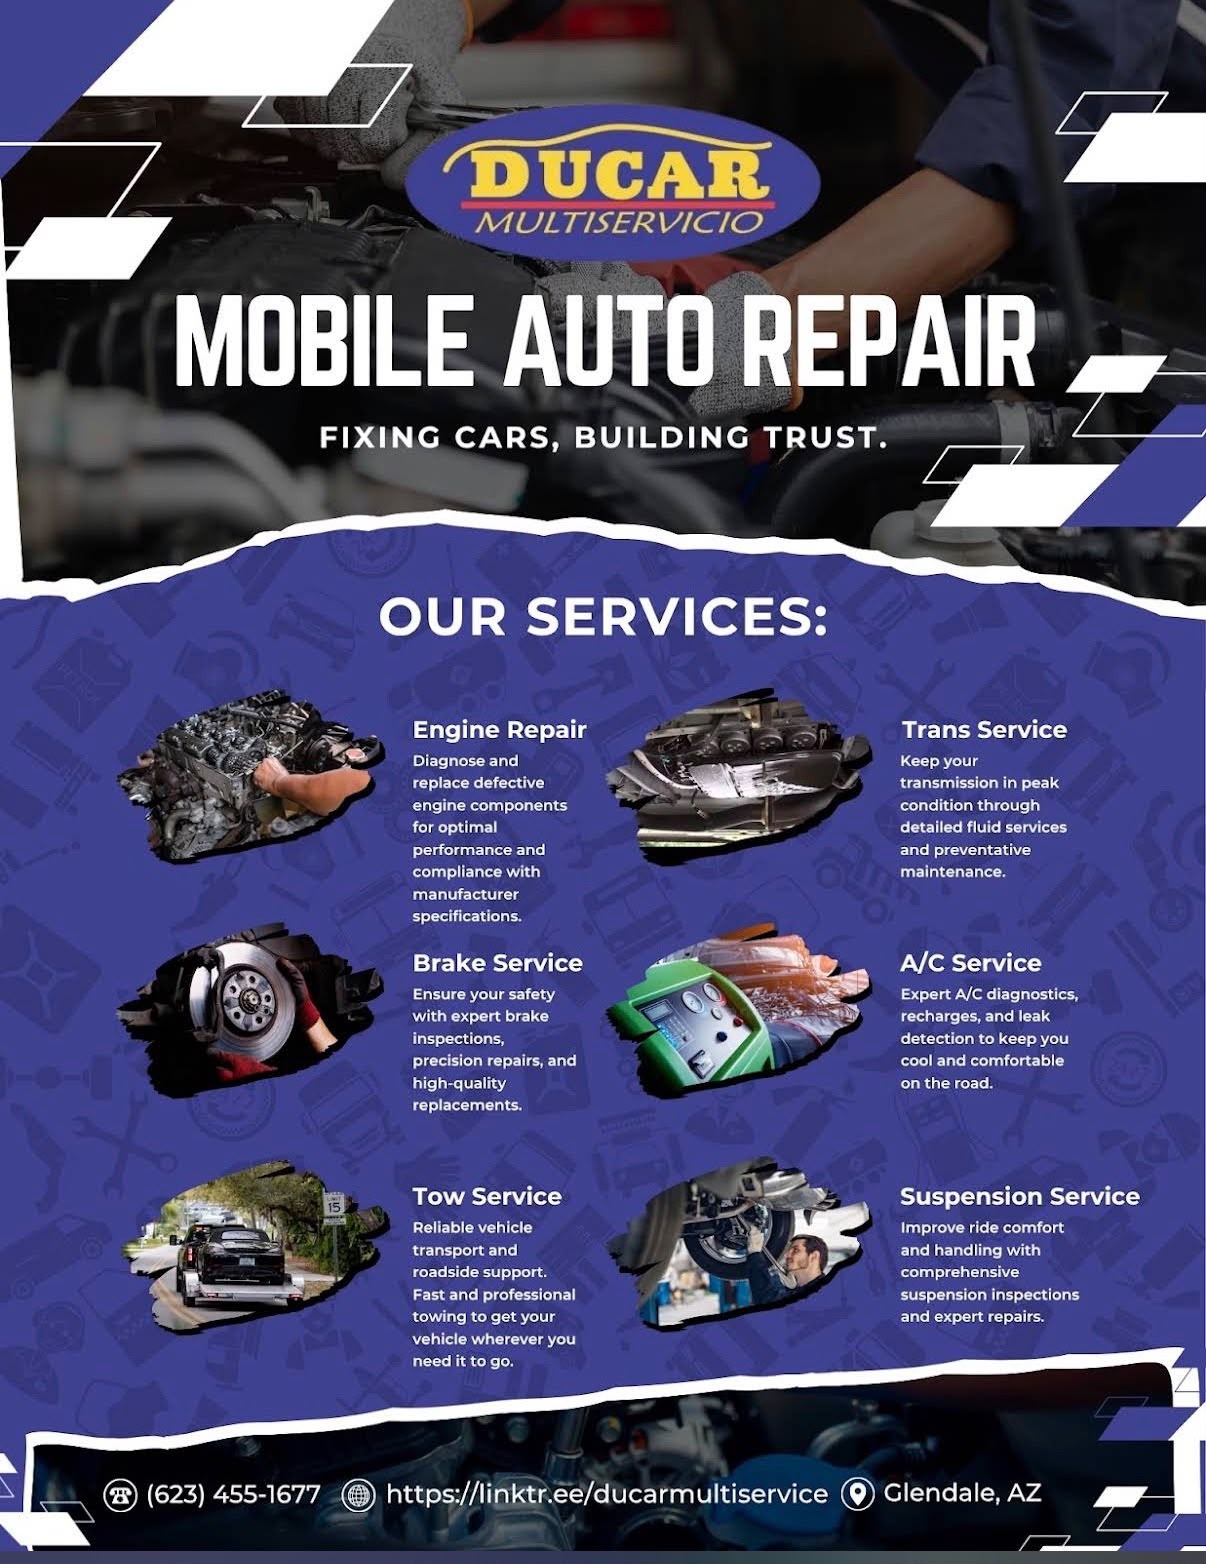 DUCAR
MULTISERVICIO
MOBILE AUTO REPAIR
FIXING CARS, BUILDING TRUST.
OUR SERVICES:
Engine Repair
Diagnose and
replace defective
engine components
for optimal
performance and
compliance with
manufacturer
specifications.
Trans Service
Keep your
transmission in peak
condition through
detailed fluid services
and preventative
maintenance.
Brake Service
Ensure your safety
with expert brake
inspections,
precision repairs, and
high-quality
replacements.
A/C Service
Expert A/C diagnostics,
recharges, and leak
detection to keep you
cool and comfortable
on the road.
Tow Service
Reliable vehicle
transport and
roadside support.
Fast and professional
towing to get your
vehicle wherever you
need it to go.
15
Suspension Service
Improve ride comfort
and handling with
comprehensive
suspension inspections
and expert repairs.
(623) 455-1677
https://linktr.ee/ducarmultiservice
Glendale, AZ